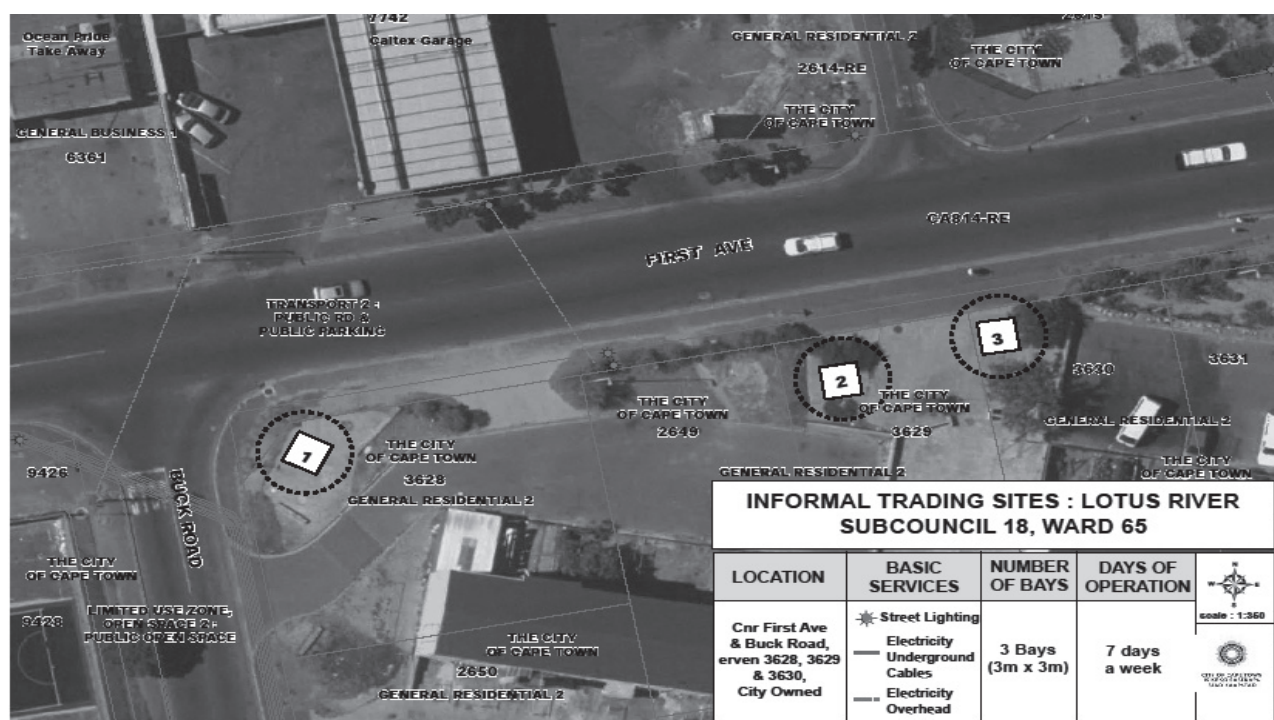 7742
Caltex Garage
Ocean Pride
Take Away
GENERAL BUSINESS 1
6361
GENERAL RESIDENTIAL 2
2614-RE
THE CITY
OF CAPE TOWN
2615
THE CITY
OF CAPE TOWN
CA814-RE
FIRST AVE
TRANSPORT 2 :
PUBLIC RD &
PUBLIC PARKING
3
2
1
3631
3630
THE CITY
OF CAPE TOWN
3629
THE CITY
OF CAPE TOWN
2649
THE CITY
OF CAPE TOWN
3628
GENERAL RESIDENTIAL 2
GENERAL RESIDENTIAL 2
GENERAL RESIDENTIAL 2
THE CITY
OF CAPE TOWN
9426
BUCK ROAD
THE CITY
OF CAPE TOWN
9428
LIMITED USE ZONE,
OPEN SPACE 2 :
PUBLIC OPEN SPACE
THE CITY
OF CAPE TOWN
2650
GENERAL RESIDENTIAL 2
INFORMAL TRADING SITES : LOTUS RIVER
SUBCOUNCIL 18, WARD 65
LOCATION
BASIC
SERVICES
NUMBER
OF BAYS
DAYS OF
OPERATION
N
W
E
S
scale : 1:350
Cnr First Ave
& Buck Road,
erven 3628, 3629
& 3630,
City Owned
Street Lighting
Electricity
Underground
Cables
Electricity
Overhead
3 Bays
(3m x 3m)
7 days
a week
CITY OF CAPE TOWN